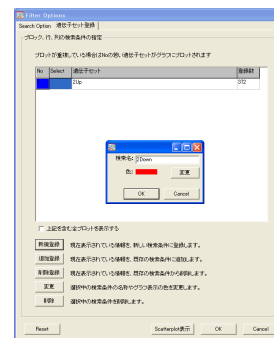 Filter Options
Search Option 遺伝子セット登録
ブロック、行、列の検索条件の指定
プロットが重複している場合はNoの若い遺伝子セットがグラフにプロットされます
No Select 遺伝子セット 登録数
2Up 372
検索名: 2Down
色: 変更
OK Cancel
上記を含む全プロットを表示する
新規登録 現在表示されている情報を、新しい検索条件に登録します。
追加登録 現在表示されている情報を、既存の検索条件に追加します。
削除登録 現在表示されている情報を、既存の検索条件から削除します。
変更 選択中の検索条件の名称やグラフ表示の色を変更します。
削除 選択中の検索条件を削除します。
Reset Scatterplot表示 OK Cancel